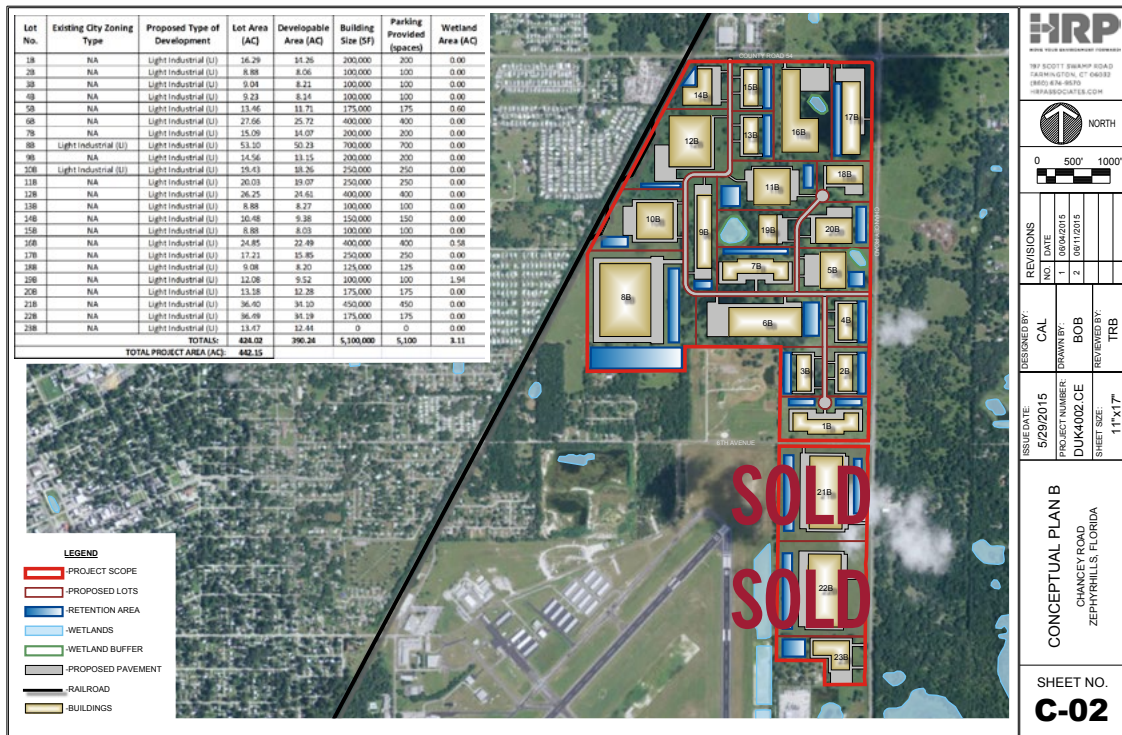 Lot No. Existing City Zoning Type Proposed Type of Development Lot Area (AC) Developable Area (AC) Building Size (SF) Parking Provided (spaces) Wetland Area (AC)
1B NA Light Industrial (LI) 16.29 14.26 200,000 200 0.00
2B NA Light Industrial (LI) 8.88 8.06 100,000 100 0.00
3B NA Light Industrial (LI) 9.04 8.21 100,000 100 0.00
4B NA Light Industrial (LI) 9.23 8.14 100,000 100 0.00
5B NA Light Industrial (LI) 13.46 11.71 175,000 175 0.60
6B NA Light Industrial (LI) 27.66 25.72 400,000 400 0.00
7B NA Light Industrial (LI) 15.09 14.07 200,000 200 0.00
8B Light Industrial (LI) Light Industrial (LI) 53.10 50.23 700,000 700 0.00
9B NA Light Industrial (LI) 14.56 13.15 200,000 200 0.00
10B Light Industrial (LI) Light Industrial (LI) 19.43 18.26 250,000 250 0.00
11B NA Light Industrial (LI) 20.03 19.07 250,000 250 0.00
12B NA Light Industrial (LI) 26.25 24.61 400,000 400 0.00
13B NA Light Industrial (LI) 8.88 8.27 100,000 100 0.00
14B NA Light Industrial (LI) 10.48 9.38 150,000 150 0.00
15B NA Light Industrial (LI) 8.88 8.03 100,000 100 0.00
16B NA Light Industrial (LI) 24.85 22.49 400,000 400 0.58
17B NA Light Industrial (LI) 17.21 15.85 250,000 250 0.00
18B NA Light Industrial (LI) 9.08 8.20 125,000 125 0.00
19B NA Light Industrial (LI) 12.08 9.52 100,000 100 1.94
20B NA Light Industrial (LI) 13.18 12.28 175,000 175 0.00
21B NA Light Industrial (LI) 36.40 34.10 450,000 450 0.00
22B NA Light Industrial (LI) 36.49 34.19 175,000 175 0.00
23B NA Light Industrial (LI) 13.47 12.44 0 0 0.00
TOTALS: 424.02 390.24 5,100,000 5,100 3.11
TOTAL PROJECT AREA (AC): 442.15
COUNTY ROAD 54
14B
15B
16B
17B
12B
13B
18B
11B
10B
9B
19B
20B
CHANCEY ROAD
7B
5B
8B
6B
4B
3B
2B
1B
6TH AVENUE
21B
SOLD
22B
SOLD
23B
LEGEND
-PROJECT SCOPE
-PROPOSED LOTS
-RETENTION AREA
-WETLANDS
-WETLAND BUFFER
-PROPOSED PAVEMENT
-RAILROAD
-BUILDINGS
HRP
MOVE YOUR ENVIRONMENT FORWARD
197 SCOTT SWAMP ROAD
FARMINGTON, CT 06032
(860) 674-9570
HRPASSOCIATES.COM
NORTH
0 500' 1000'
REVISIONS
NO. DATE
1 06/04/2015
2 06/11/2015
DESIGNED BY:
CAL
DRAWN BY:
BOB
REVIEWED BY:
TRB
ISSUE DATE:
5/29/2015
PROJECT NUMBER:
DUK4002.CE
SHEET SIZE:
11"x17"
CONCEPTUAL PLAN B
CHANCEY ROAD
ZEPHYRHILLS, FLORIDA
SHEET NO.
C-02